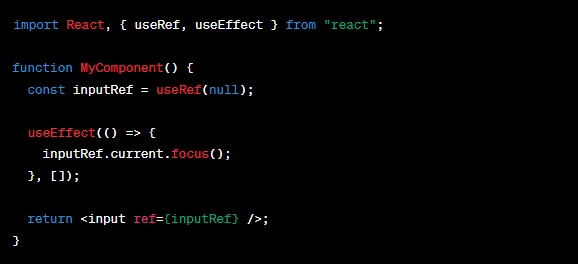 import React, { useRef, useEffect } from "react";
function MyComponent() {
const inputRef = useRef(null);
useEffect(() => {
inputRef.current.focus();
}, []);
return <input ref={inputRef} />;
}